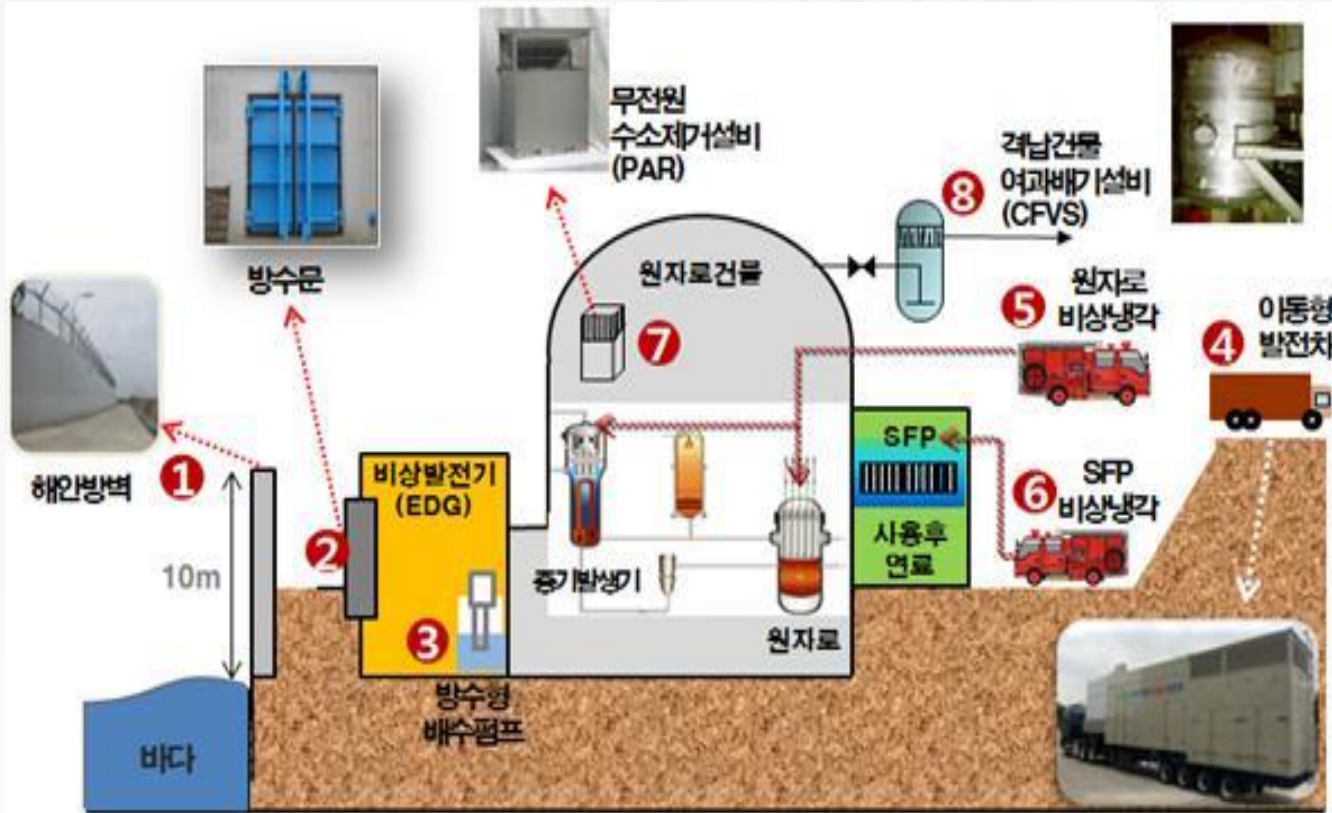 무전원
수소제거설비
(PAR)
격납건물
여과배기설비
(CFVS)
8
방수문
원자로건물
5
원자로
비상냉각
4
이동형
발전차
7
해안방벽
1
비상발전기
(EDG)
SFP
6
SFP
비상냉각
2
10m
사용후
연료
증기발생기
3
원자로
방수형
배수펌프
바다